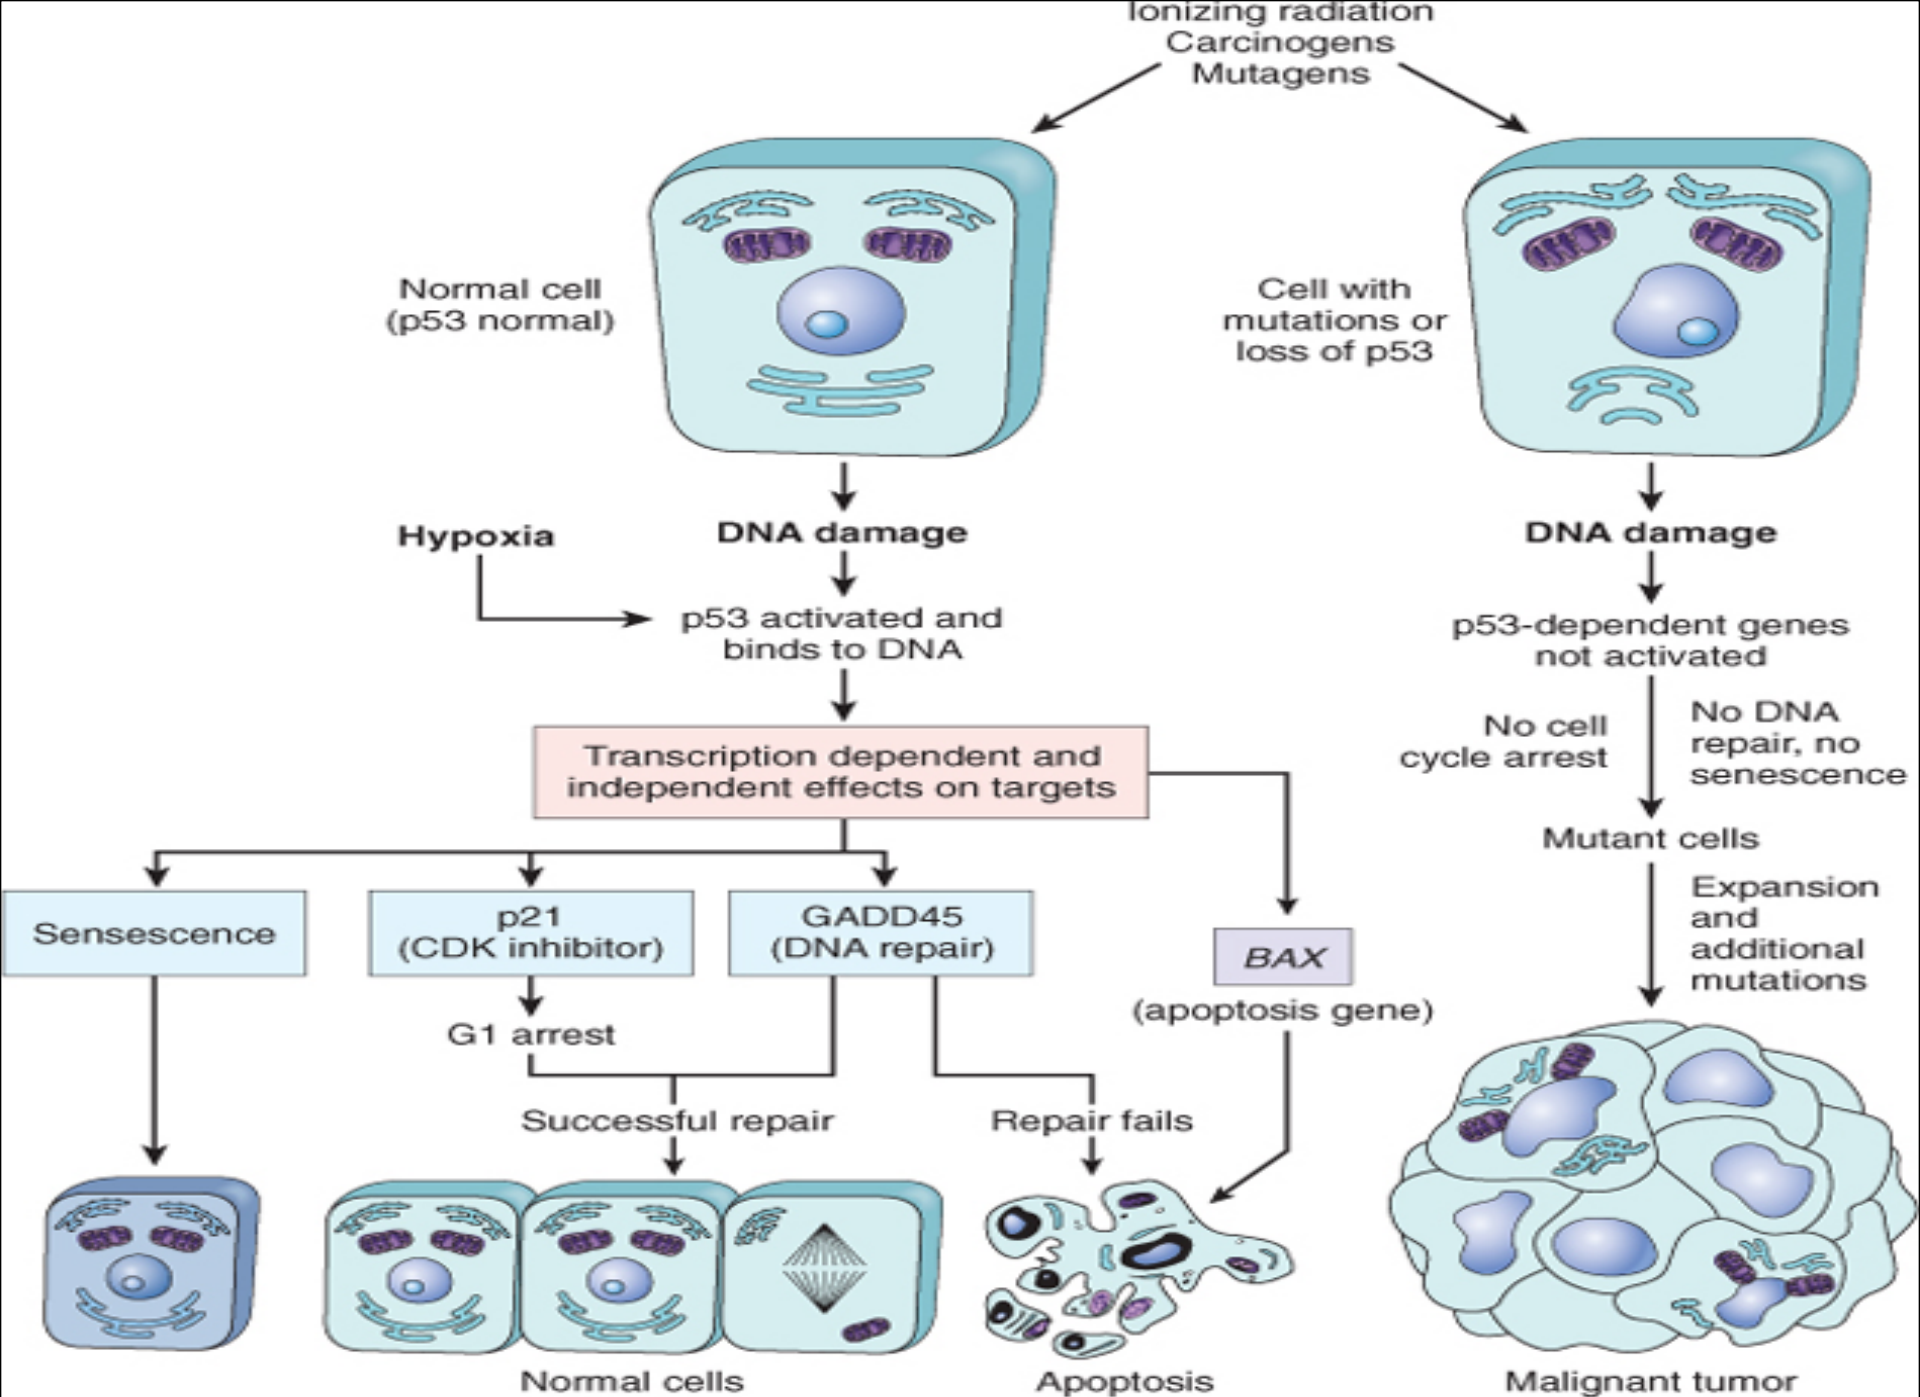 Ionizing radiation
Carcinogens
Mutagens
Normal cell
(p53 normal)
Cell with
mutations or
loss of p53
Hypoxia
DNA damage
DNA damage
p53 activated and
binds to DNA
p53-dependent genes
not activated
No cell
cycle arrest
No DNA
repair, no
senescence
Transcription dependent and
independent effects on targets
Mutant cells
Expansion
and
additional
mutations
Sensescence
p21
(CDK inhibitor)
GADD45
(DNA repair)
BAX
(apoptosis gene)
G1 arrest
Successful repair
Repair fails
Normal cells
Apoptosis
Malignant tumor